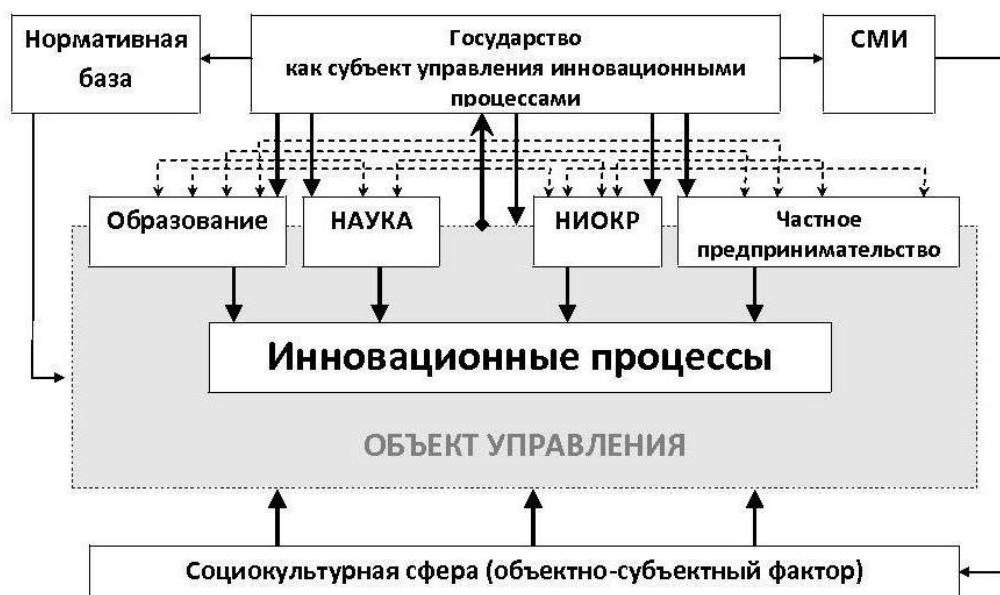 Нормативная
база
Государство
как субъект управления инновационными
процессами
СМИ
Образование
НАУКА
НИОКР
Частное
предпринимательство
Инновационные процессы
ОБЪЕКТ УПРАВЛЕНИЯ
Социокультурная сфера (объектно-субъектный фактор)